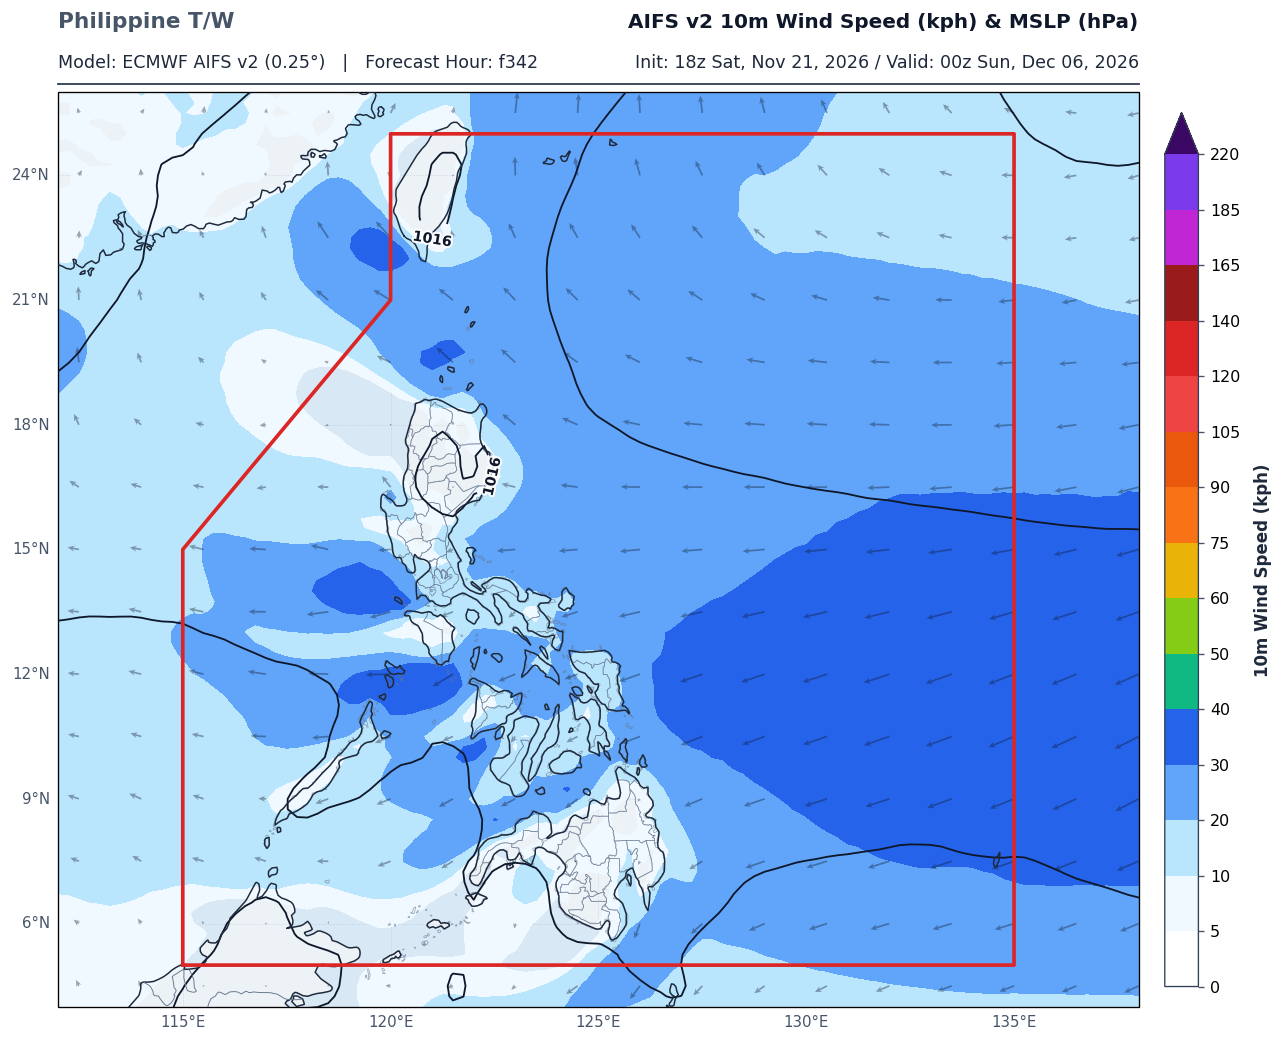 Philippine T/W
AIFS v2 10m Wind Speed (kph) & MSLP (hPa)
Model: ECMWF AIFS v2 (0.25°) | Forecast Hour: f342
Init: 18z Sat, Nov 21, 2026 / Valid: 00z Sun, Dec 06, 2026
24°N
21°N
18°N
15°N
12°N
9°N
6°N
115°E
120°E
125°E
130°E
135°E
1016
1016
220
185
165
140
120
105
90
75
60
50
40
30
20
10
5
0
10m Wind Speed (kph)